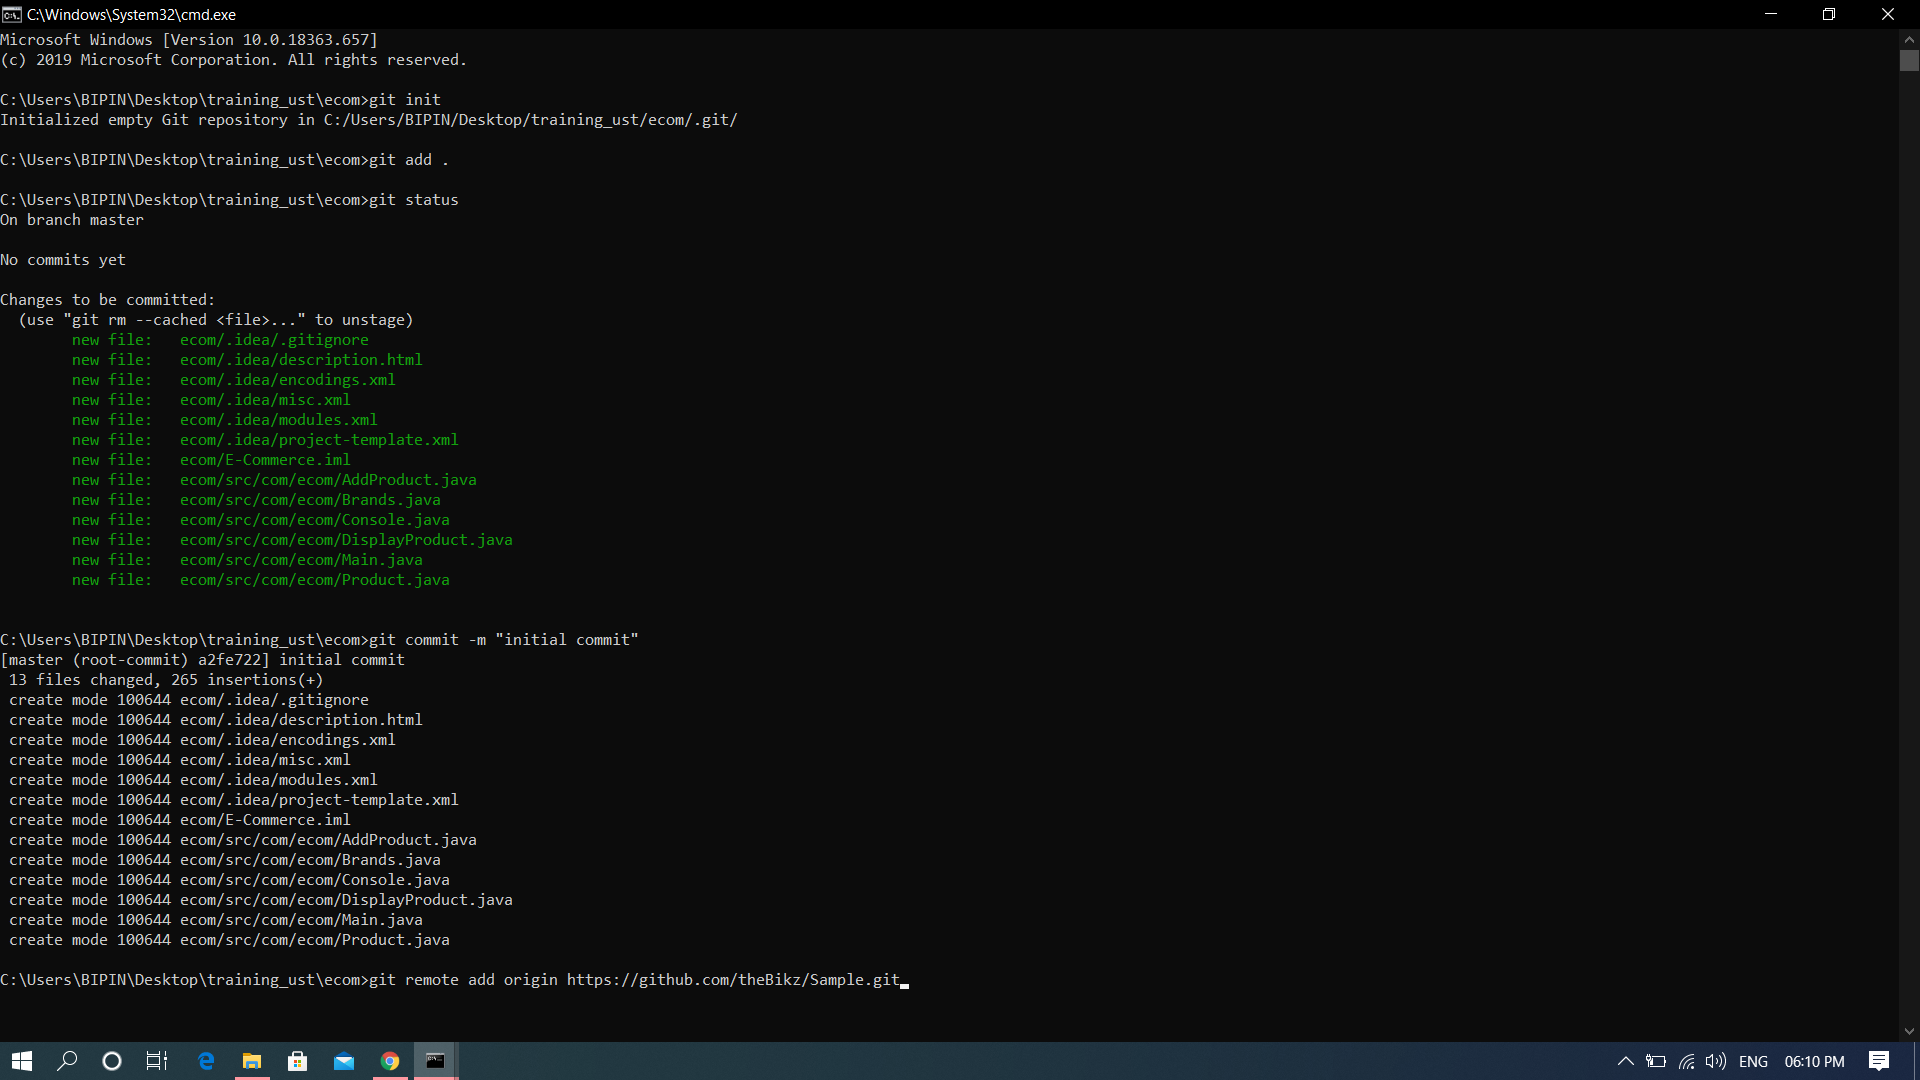 C:\Windows\System32\cmd.exe
Microsoft Windows [Version 10.0.18363.657]
(c) 2019 Microsoft Corporation. All rights reserved.
C:\Users\BIPIN\Desktop\training_ust\ecom>git init
Initialized empty Git repository in C:/Users/BIPIN/Desktop/training_ust/ecom/.git/
C:\Users\BIPIN\Desktop\training_ust\ecom>git add .
C:\Users\BIPIN\Desktop\training_ust\ecom>git status
On branch master
No commits yet
Changes to be committed:
  (use "git rm --cached <file>..." to unstage)
        new file:   ecom/.idea/.gitignore
        new file:   ecom/.idea/description.html
        new file:   ecom/.idea/encodings.xml
        new file:   ecom/.idea/misc.xml
        new file:   ecom/.idea/modules.xml
        new file:   ecom/.idea/project-template.xml
        new file:   ecom/E-Commerce.iml
        new file:   ecom/src/com/ecom/AddProduct.java
        new file:   ecom/src/com/ecom/Brands.java
        new file:   ecom/src/com/ecom/Console.java
        new file:   ecom/src/com/ecom/DisplayProduct.java
        new file:   ecom/src/com/ecom/Main.java
        new file:   ecom/src/com/ecom/Product.java
C:\Users\BIPIN\Desktop\training_ust\ecom>git commit -m "initial commit"
[master (root-commit) a2fe722] initial commit
 13 files changed, 265 insertions(+)
 create mode 100644 ecom/.idea/.gitignore
 create mode 100644 ecom/.idea/description.html
 create mode 100644 ecom/.idea/encodings.xml
 create mode 100644 ecom/.idea/misc.xml
 create mode 100644 ecom/.idea/modules.xml
 create mode 100644 ecom/.idea/project-template.xml
 create mode 100644 ecom/E-Commerce.iml
 create mode 100644 ecom/src/com/ecom/AddProduct.java
 create mode 100644 ecom/src/com/ecom/Brands.java
 create mode 100644 ecom/src/com/ecom/Console.java
 create mode 100644 ecom/src/com/ecom/DisplayProduct.java
 create mode 100644 ecom/src/com/ecom/Main.java
 create mode 100644 ecom/src/com/ecom/Product.java
C:\Users\BIPIN\Desktop\training_ust\ecom>git remote add origin https://github.com/theBikz/Sample.git
ENG 06:10 PM